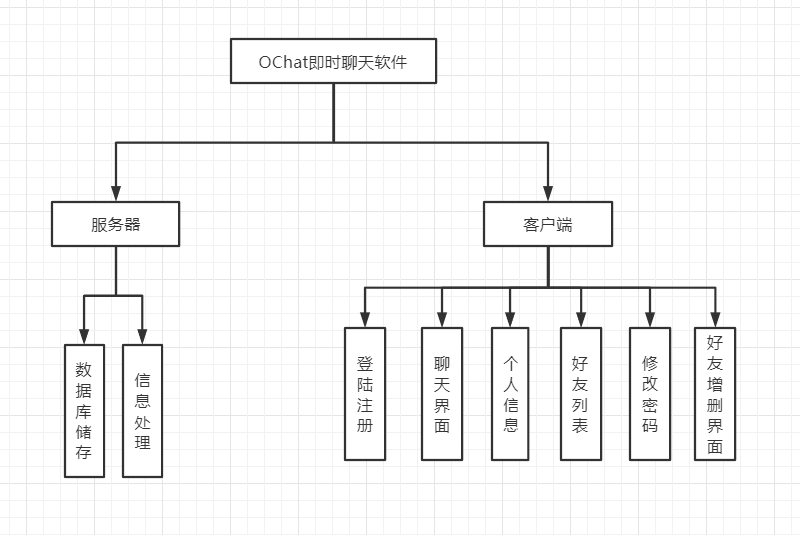 OChat即时聊天软件
服务器
客户端
数据库储存
信息处理
登陆注册
聊天界面
个人信息
好友列表
修改密码
好友增删界面